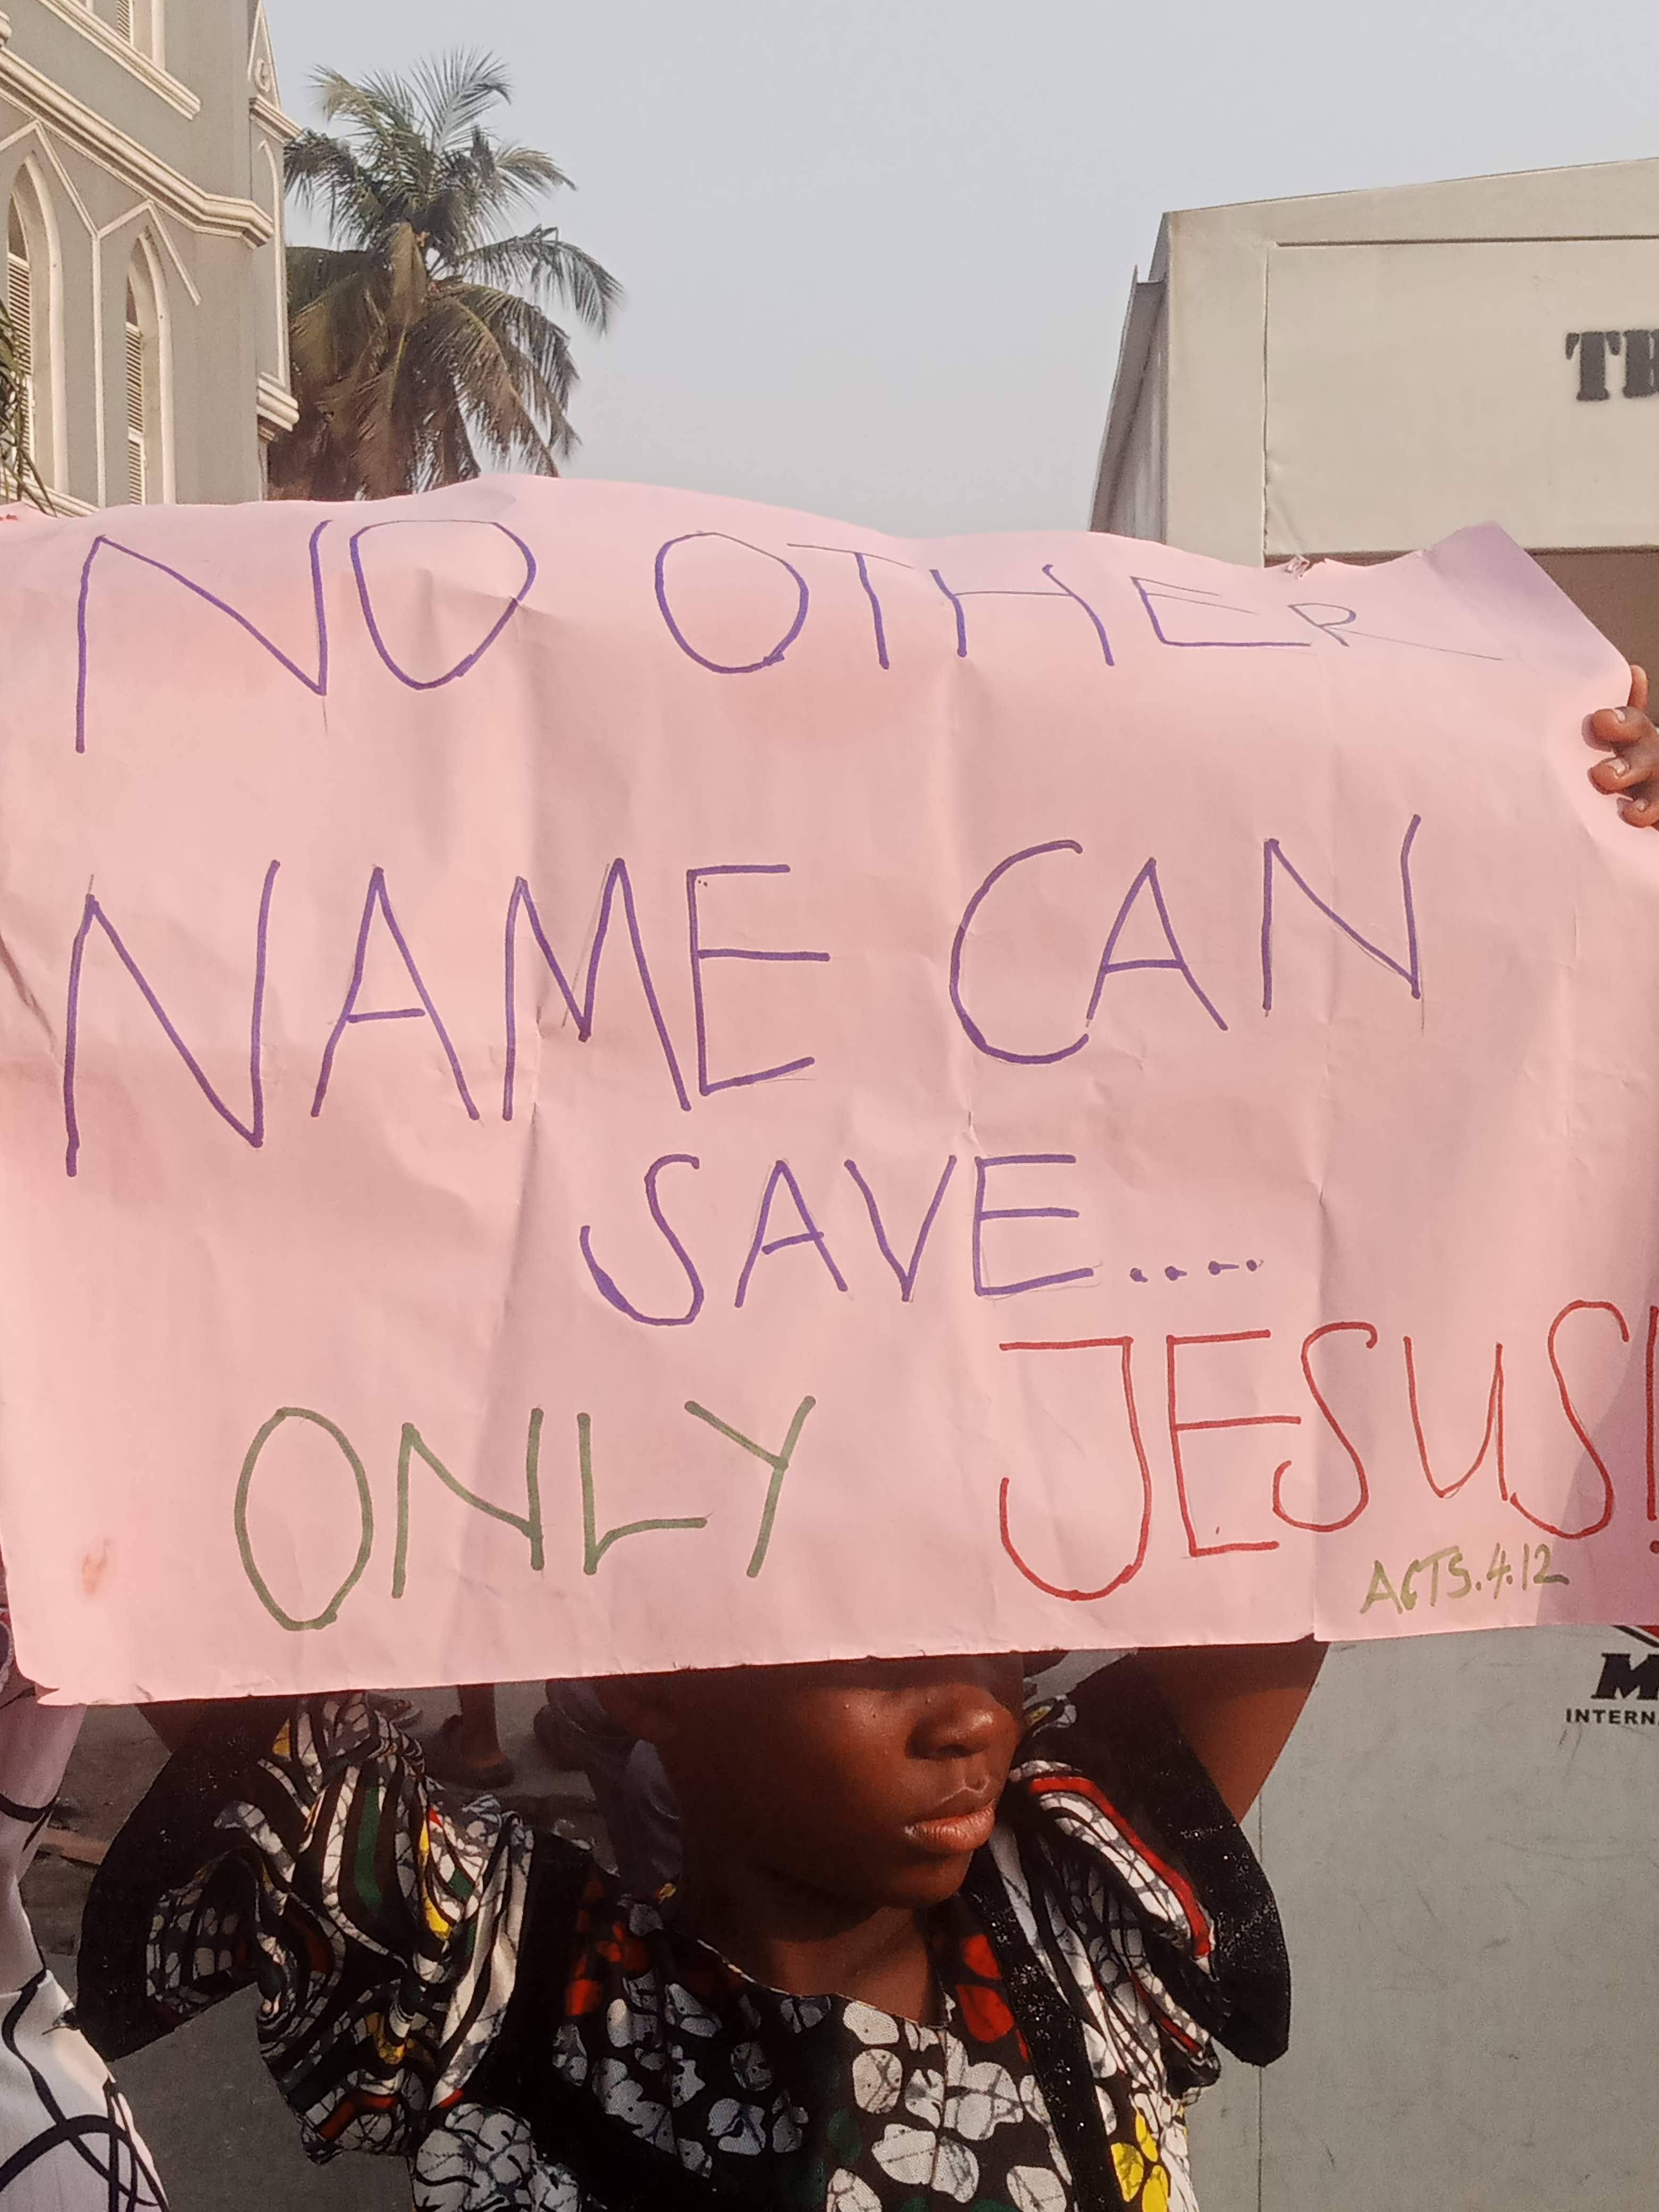 NO OTHER
NAME CAN
SAVE....
ONLY JESUS!
ACTS.4.12